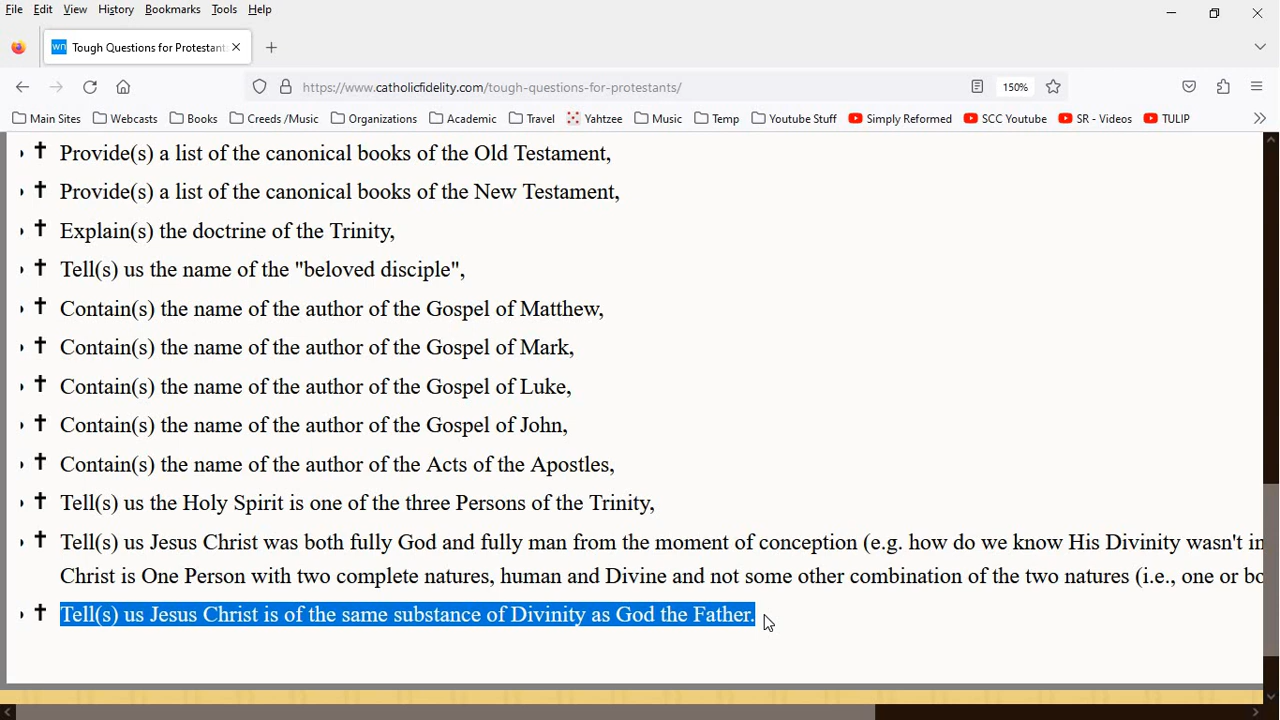 File Edit View History Bookmarks Tools Help
wn Tough Questions for Protestants
https://www.catholicfidelity.com/tough-questions-for-protestants/ 150%
Main Sites Webcasts Books Creeds /Music Organizations Academic Travel Yahtzee Music Temp Youtube Stuff Simply Reformed SCC Youtube SR - Videos TULIP
Provide(s) a list of the canonical books of the Old Testament,
Provide(s) a list of the canonical books of the New Testament,
Explain(s) the doctrine of the Trinity,
Tell(s) us the name of the "beloved disciple",
Contain(s) the name of the author of the Gospel of Matthew,
Contain(s) the name of the author of the Gospel of Mark,
Contain(s) the name of the author of the Gospel of Luke,
Contain(s) the name of the author of the Gospel of John,
Contain(s) the name of the author of the Acts of the Apostles,
Tell(s) us the Holy Spirit is one of the three Persons of the Trinity,
Tell(s) us Jesus Christ was both fully God and fully man from the moment of conception (e.g. how do we know His Divinity wasn't in
Christ is One Person with two complete natures, human and Divine and not some other combination of the two natures (i.e., one or bo
Tell(s) us Jesus Christ is of the same substance of Divinity as God the Father.